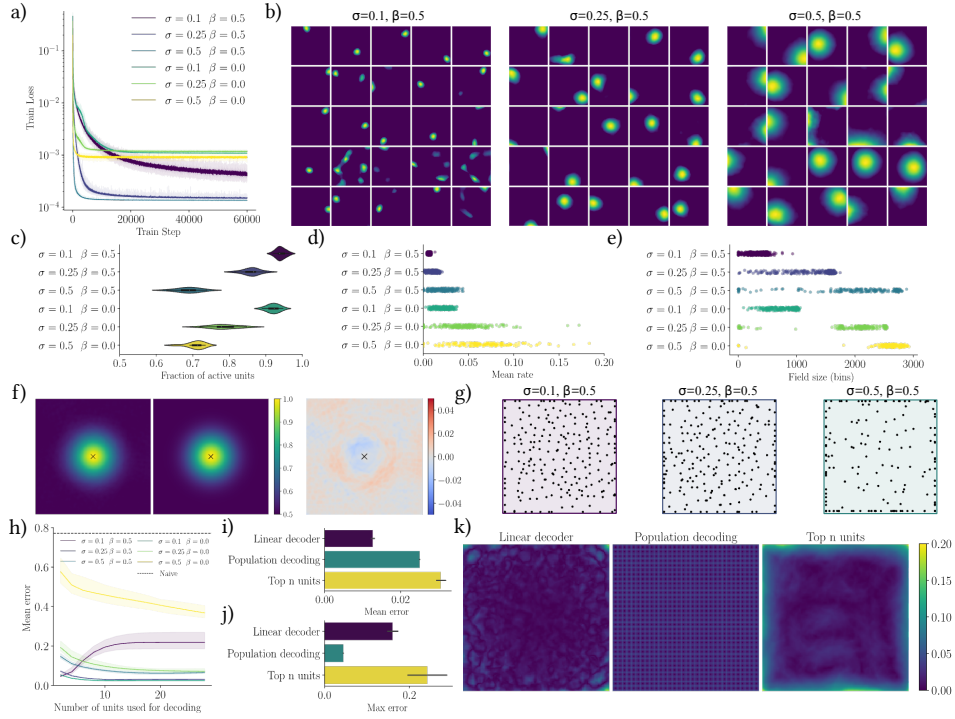 a)
10⁻¹
10⁻²
10⁻³
10⁻⁴
0
20000
40000
60000
Train Loss
Train Step
σ = 0.1 β = 0.5
σ = 0.25 β = 0.5
σ = 0.5 β = 0.5
σ = 0.1 β = 0.0
σ = 0.25 β = 0.0
σ = 0.5 β = 0.0
b)
σ=0.1, β=0.5
σ=0.25, β=0.5
σ=0.5, β=0.5
c)
σ = 0.1 β = 0.5
σ = 0.25 β = 0.5
σ = 0.5 β = 0.5
σ = 0.1 β = 0.0
σ = 0.25 β = 0.0
σ = 0.5 β = 0.0
0.5 0.6 0.7 0.8 0.9 1.0
Fraction of active units
d)
σ = 0.1 β = 0.5
σ = 0.25 β = 0.5
σ = 0.5 β = 0.5
σ = 0.1 β = 0.0
σ = 0.25 β = 0.0
σ = 0.5 β = 0.0
0.00 0.05 0.10 0.15 0.20
Mean rate
e)
σ = 0.1 β = 0.5
σ = 0.25 β = 0.5
σ = 0.5 β = 0.5
σ = 0.1 β = 0.0
σ = 0.25 β = 0.0
σ = 0.5 β = 0.0
0 1000 2000 3000
Field size (bins)
f)
1.0
0.9
0.8
0.7
0.6
0.5
0.04
0.02
0.00
−0.02
−0.04
g)
σ=0.1, β=0.5
σ=0.25, β=0.5
σ=0.5, β=0.5
h)
0.8
0.6
0.4
0.2
0.0
Mean error
σ = 0.1 β = 0.5
σ = 0.25 β = 0.5
σ = 0.5 β = 0.5
σ = 0.1 β = 0.0
σ = 0.25 β = 0.0
σ = 0.5 β = 0.0
Naive
10 20
Number of units used for decoding
i)
Linear decoder
Population decoding
Top n units
0.00 0.02
Mean error
j)
Linear decoder
Population decoding
Top n units
0.0 0.2
Max error
k)
Linear decoder
Population decoding
Top n units
0.20
0.15
0.10
0.05
0.00